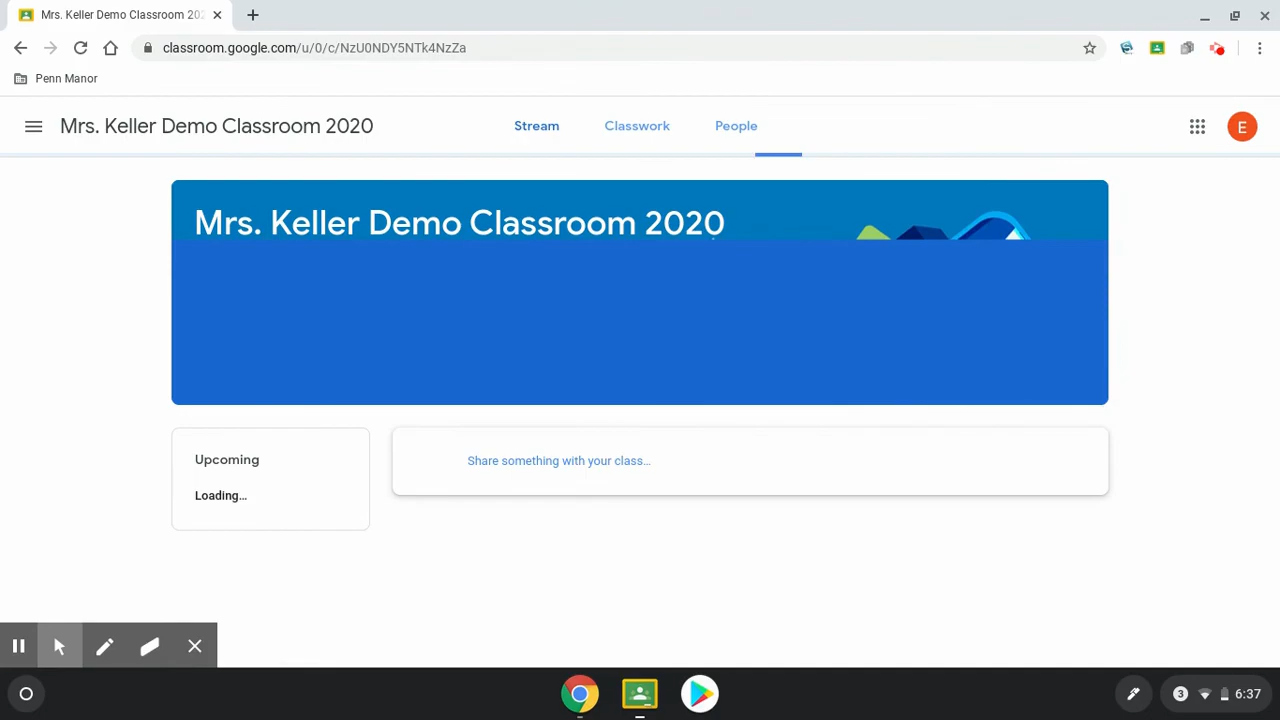 Mrs. Keller Demo Classroom 202
classroom.google.com/u/0/c/NzU0NDY5NTk4NzZa
Penn Manor
Mrs. Keller Demo Classroom 2020
Stream
Classwork
People
E
Mrs. Keller Demo Classroom 2020
Upcoming
Loading...
Share something with your class...
3
6:37